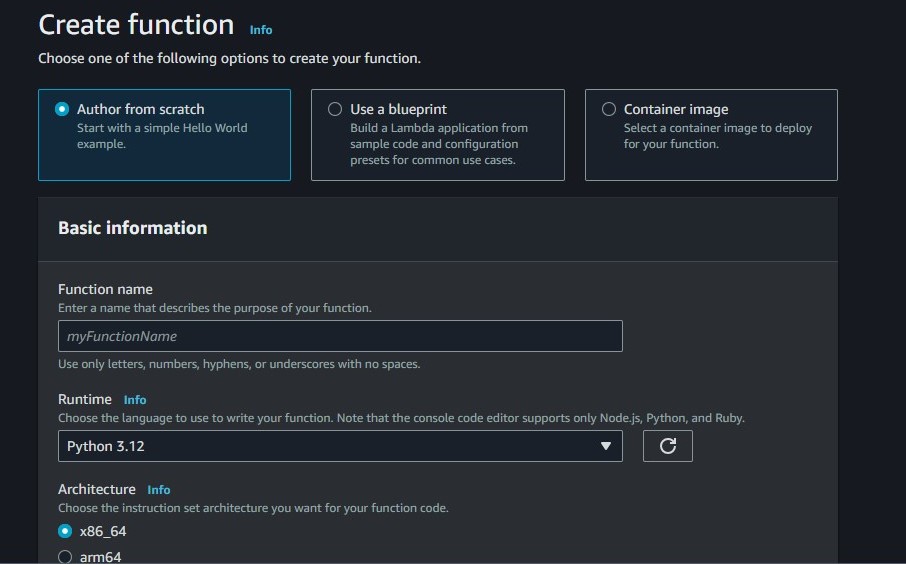 Create function Info
Choose one of the following options to create your function.
Author from scratch
Start with a simple Hello World
example.
Use a blueprint
Build a Lambda application from
sample code and configuration
presets for common use cases.
Container image
Select a container image to deploy
for your function.
Basic information
Function name
Enter a name that describes the purpose of your function.
myFunctionName
Use only letters, numbers, hyphens, or underscores with no spaces.
Runtime Info
Choose the language to use to write your function. Note that the console code editor supports only Node.js, Python, and Ruby.
Python 3.12
Architecture Info
Choose the instruction set architecture you want for your function code.
x86_64
arm64